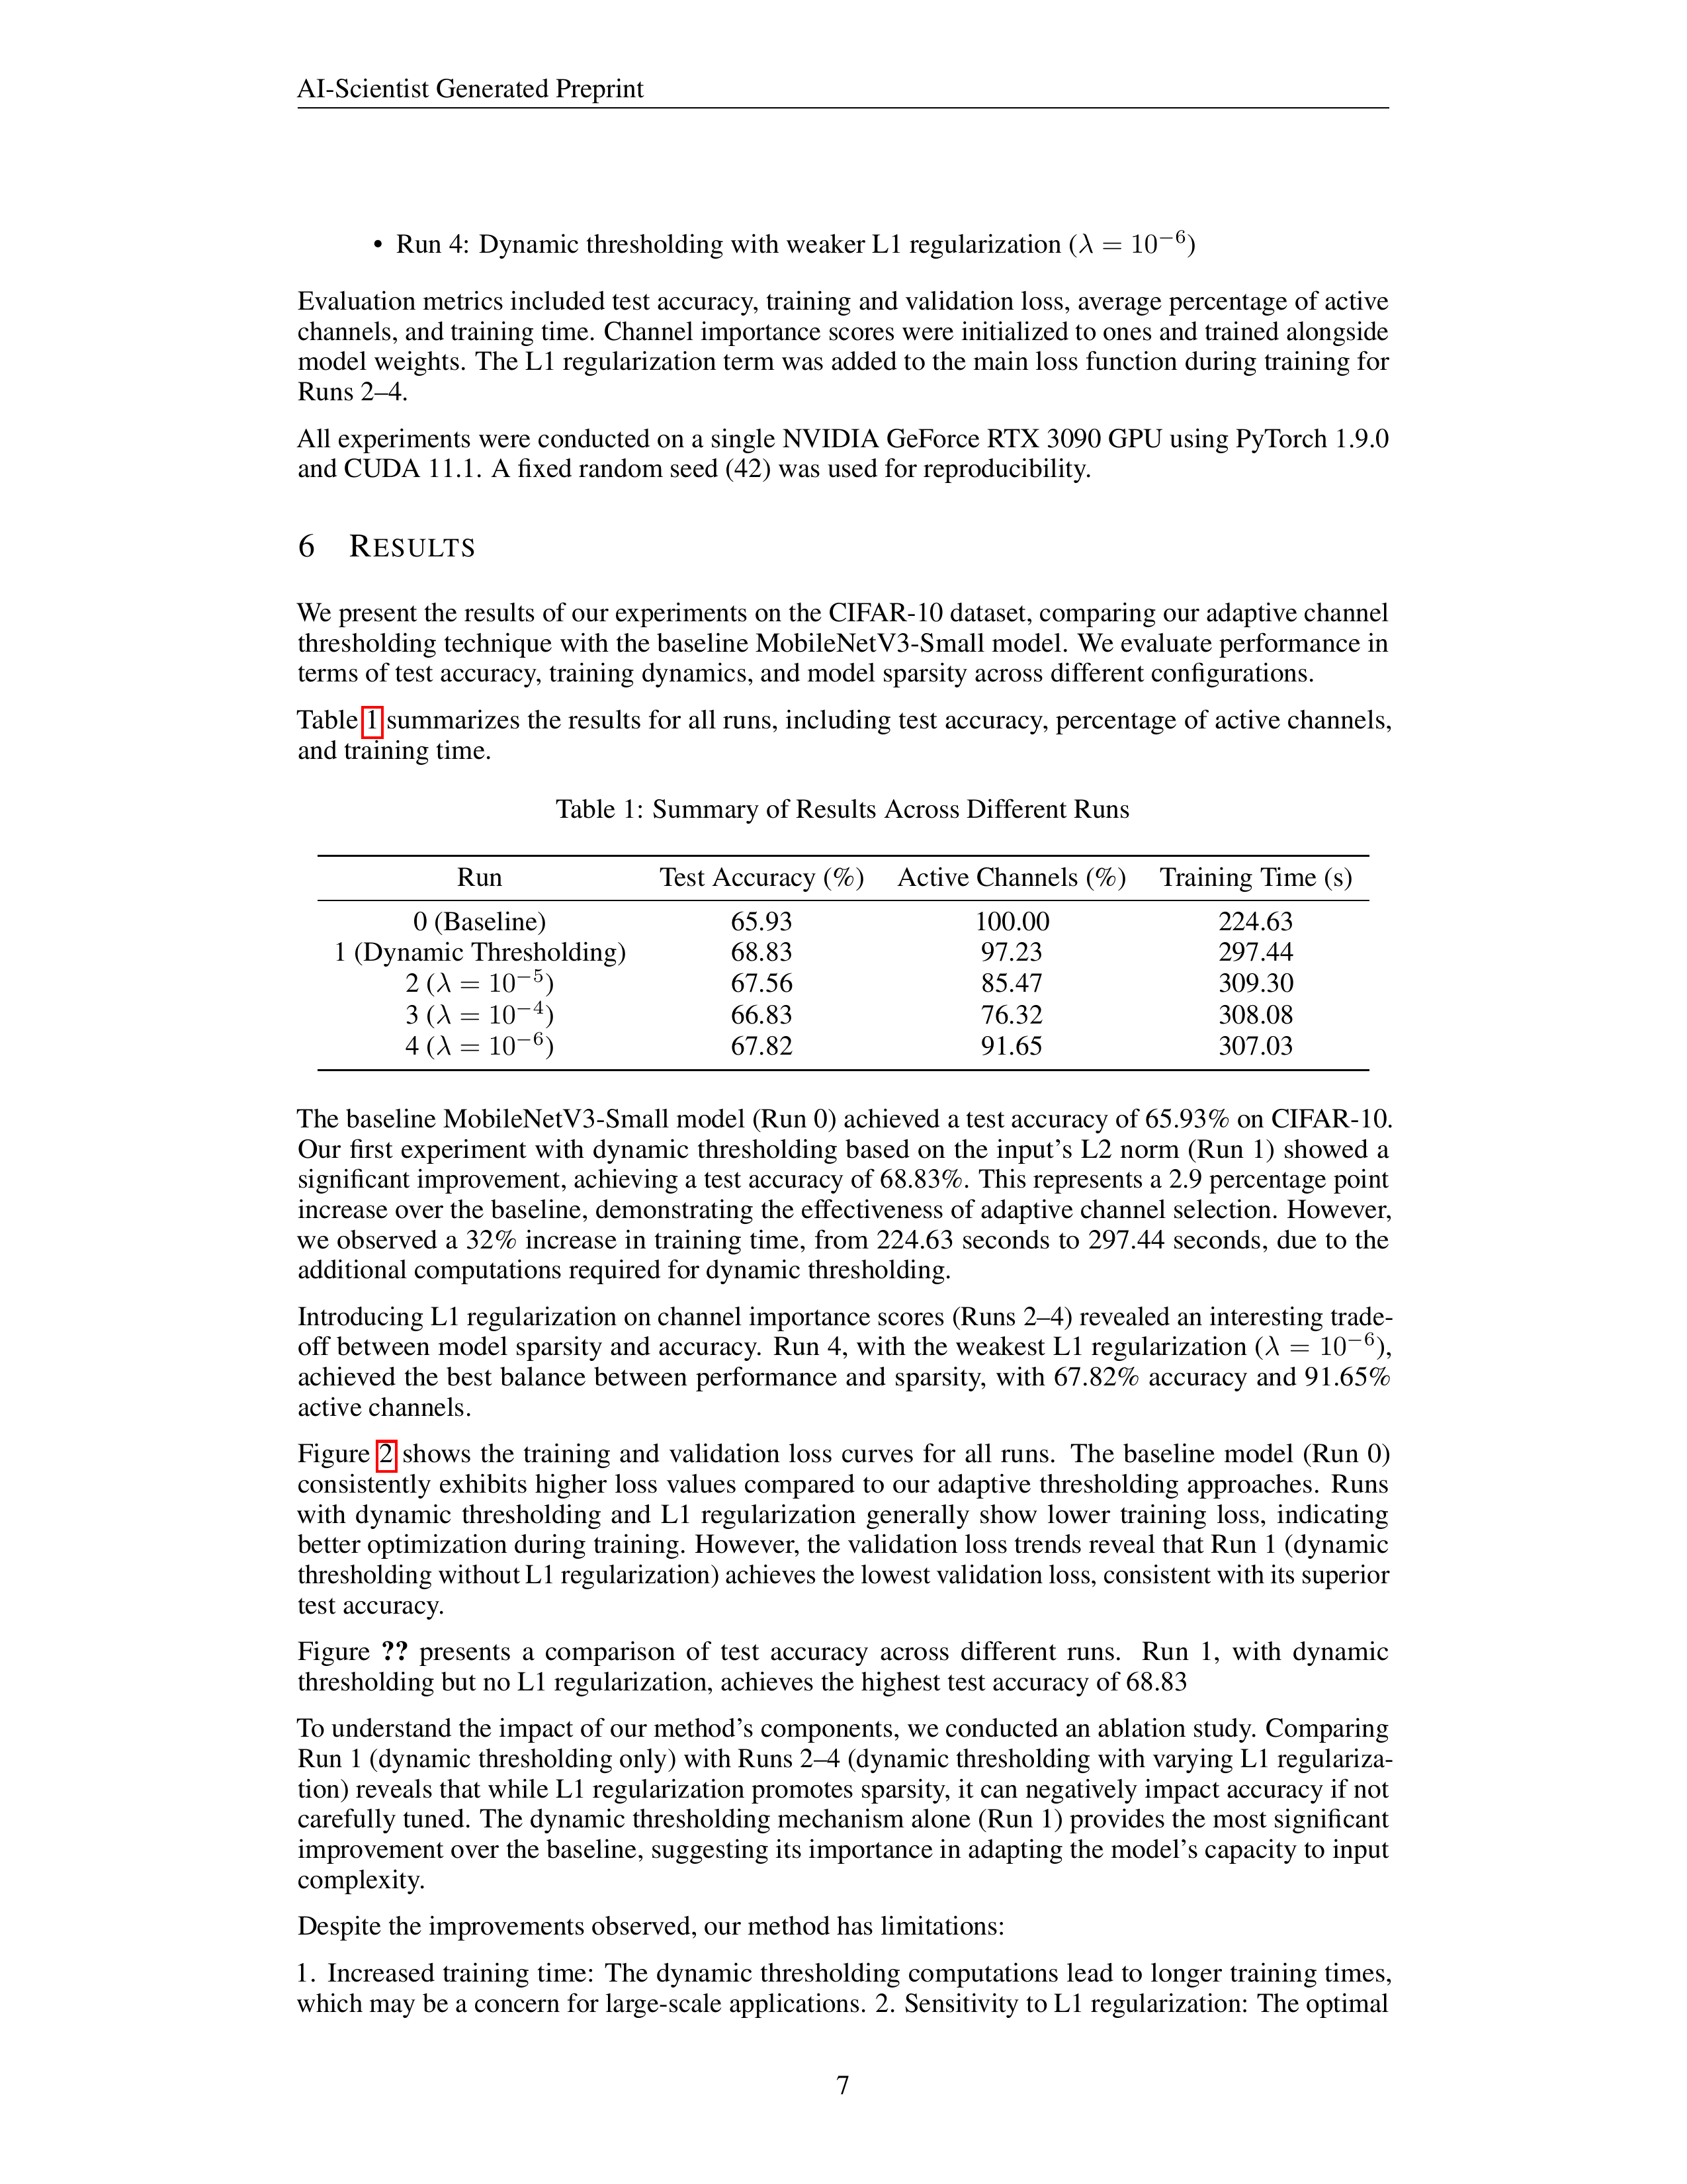 AI-Scientist Generated Preprint
• Run 4: Dynamic thresholding with weaker L1 regularization (λ = 10⁻⁶)
Evaluation metrics included test accuracy, training and validation loss, average percentage of active
channels, and training time. Channel importance scores were initialized to ones and trained alongside
model weights. The L1 regularization term was added to the main loss function during training for
Runs 2–4.
All experiments were conducted on a single NVIDIA GeForce RTX 3090 GPU using PyTorch 1.9.0
and CUDA 11.1. A fixed random seed (42) was used for reproducibility.
6 RESULTS
We present the results of our experiments on the CIFAR-10 dataset, comparing our adaptive channel
thresholding technique with the baseline MobileNetV3-Small model. We evaluate performance in
terms of test accuracy, training dynamics, and model sparsity across different configurations.
Table 1 summarizes the results for all runs, including test accuracy, percentage of active channels,
and training time.
Table 1: Summary of Results Across Different Runs
Run Test Accuracy (%) Active Channels (%) Training Time (s)
0 (Baseline) 65.93 100.00 224.63
1 (Dynamic Thresholding) 68.83 97.23 297.44
2 (λ = 10⁻⁵) 67.56 85.47 309.30
3 (λ = 10⁻⁴) 66.83 76.32 308.08
4 (λ = 10⁻⁶) 67.82 91.65 307.03
The baseline MobileNetV3-Small model (Run 0) achieved a test accuracy of 65.93% on CIFAR-10.
Our first experiment with dynamic thresholding based on the input's L2 norm (Run 1) showed a
significant improvement, achieving a test accuracy of 68.83%. This represents a 2.9 percentage point
increase over the baseline, demonstrating the effectiveness of adaptive channel selection. However,
we observed a 32% increase in training time, from 224.63 seconds to 297.44 seconds, due to the
additional computations required for dynamic thresholding.
Introducing L1 regularization on channel importance scores (Runs 2–4) revealed an interesting trade-
off between model sparsity and accuracy. Run 4, with the weakest L1 regularization (λ = 10⁻⁶),
achieved the best balance between performance and sparsity, with 67.82% accuracy and 91.65%
active channels.
Figure 2 shows the training and validation loss curves for all runs. The baseline model (Run 0)
consistently exhibits higher loss values compared to our adaptive thresholding approaches. Runs
with dynamic thresholding and L1 regularization generally show lower training loss, indicating
better optimization during training. However, the validation loss trends reveal that Run 1 (dynamic
thresholding without L1 regularization) achieves the lowest validation loss, consistent with its superior
test accuracy.
Figure ?? presents a comparison of test accuracy across different runs. Run 1, with dynamic
thresholding but no L1 regularization, achieves the highest test accuracy of 68.83
To understand the impact of our method's components, we conducted an ablation study. Comparing
Run 1 (dynamic thresholding only) with Runs 2–4 (dynamic thresholding with varying L1 regulariza-
tion) reveals that while L1 regularization promotes sparsity, it can negatively impact accuracy if not
carefully tuned. The dynamic thresholding mechanism alone (Run 1) provides the most significant
improvement over the baseline, suggesting its importance in adapting the model's capacity to input
complexity.
Despite the improvements observed, our method has limitations:
1. Increased training time: The dynamic thresholding computations lead to longer training times,
which may be a concern for large-scale applications. 2. Sensitivity to L1 regularization: The optimal
7